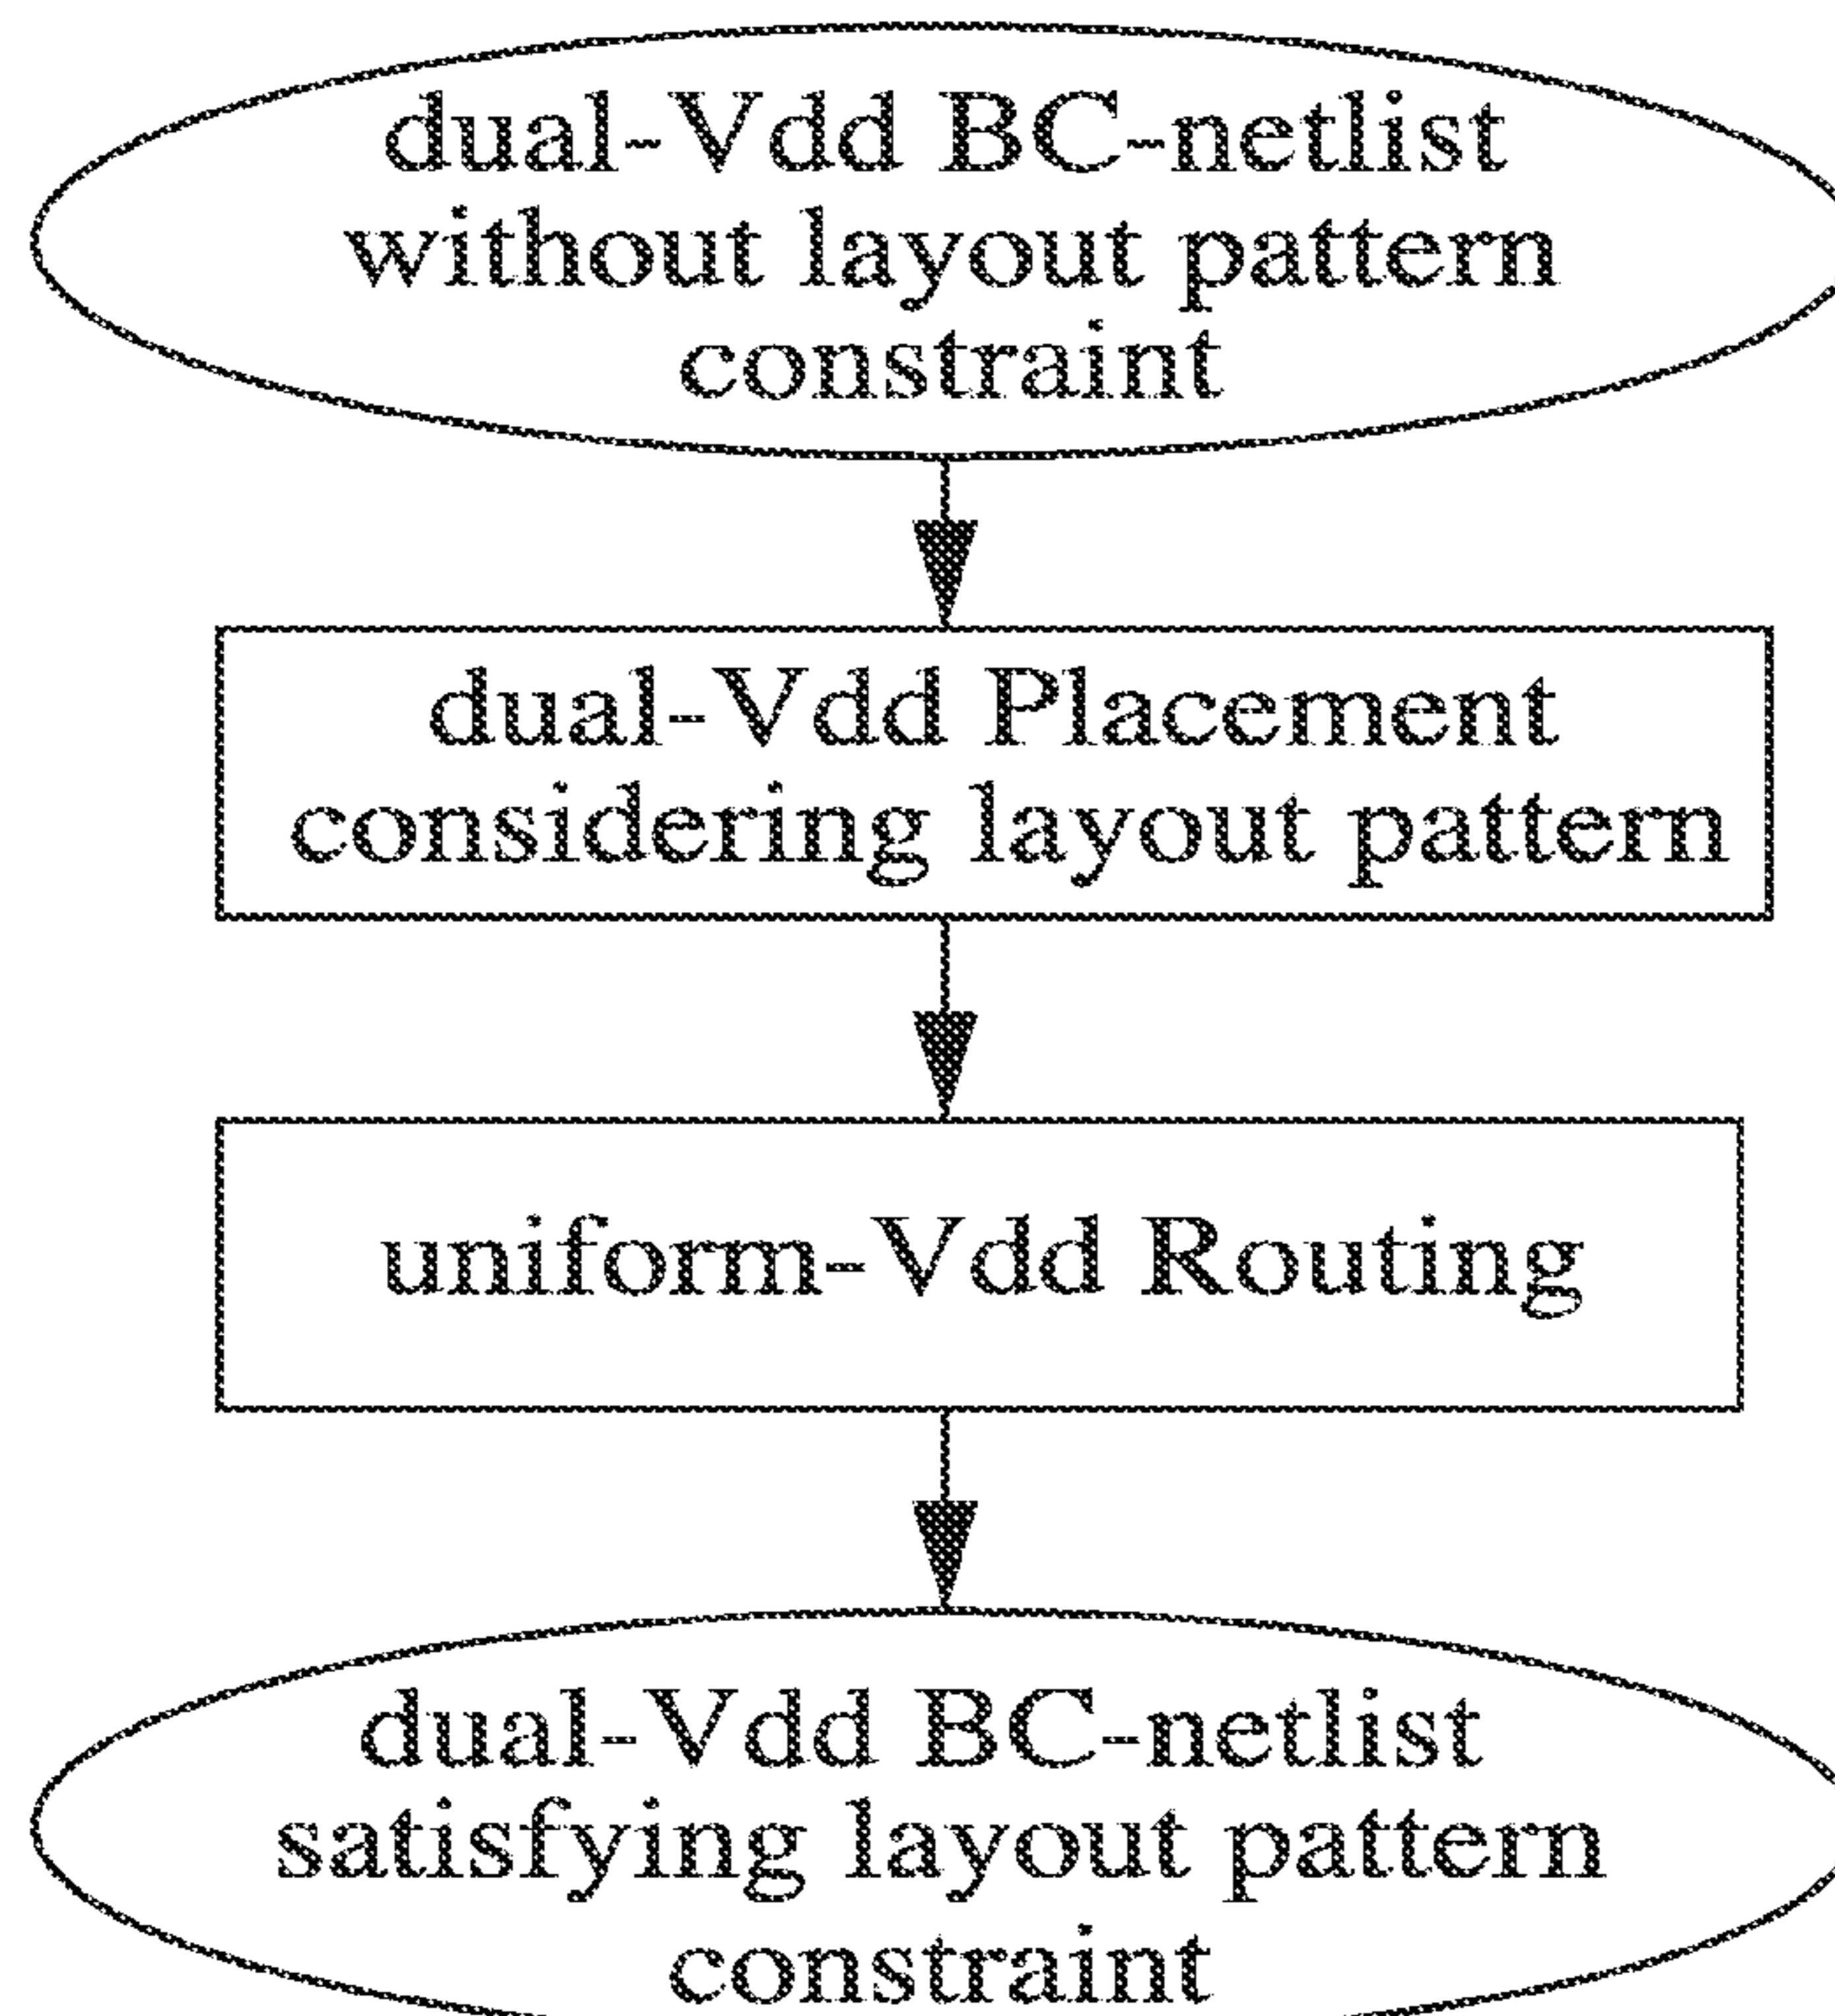 dual-Vdd BC-netlist
without layout pattern
constraint
dual-Vdd Placement
considering layout pattern
uniform-Vdd Routing
dual-Vdd BC-netlist
satisfying layout pattern
constraint